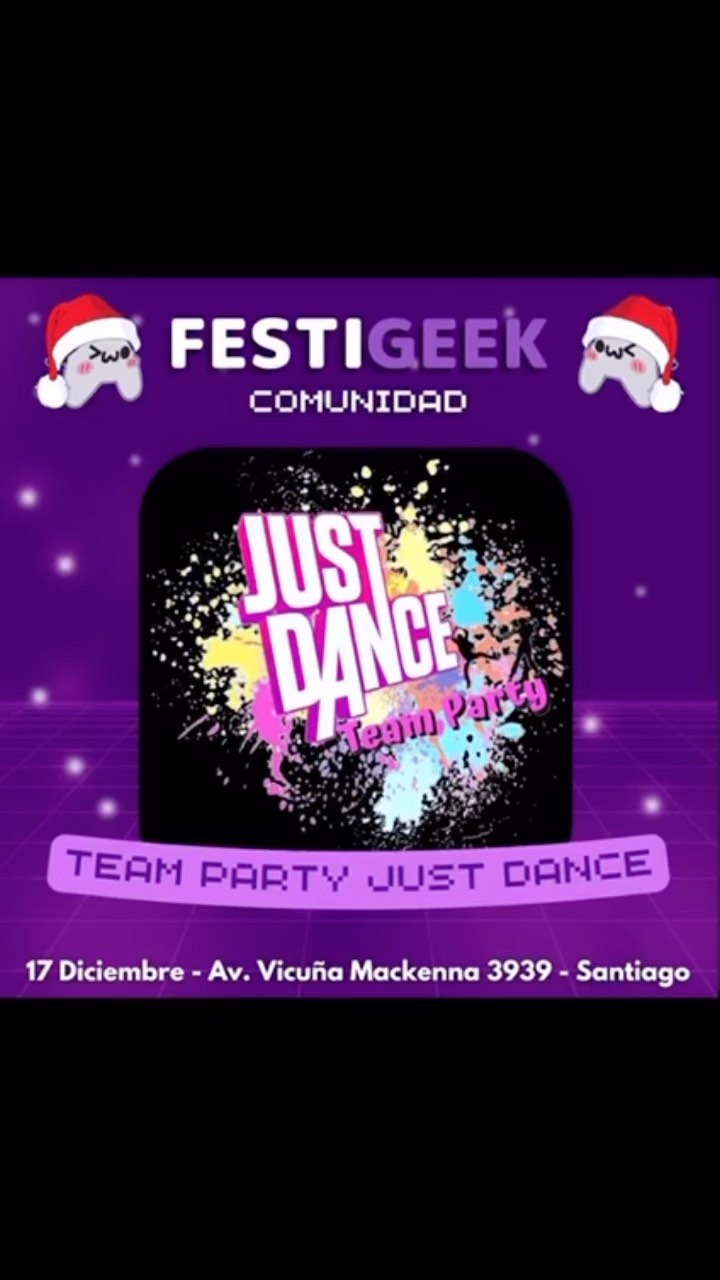 FESTIGEEK
COMUNIDAD
JUST
DANCE
Team Party
TEAM PARTY JUST DANCE
17 Diciembre - Av. Vicuña Mackenna 3939 - Santiago